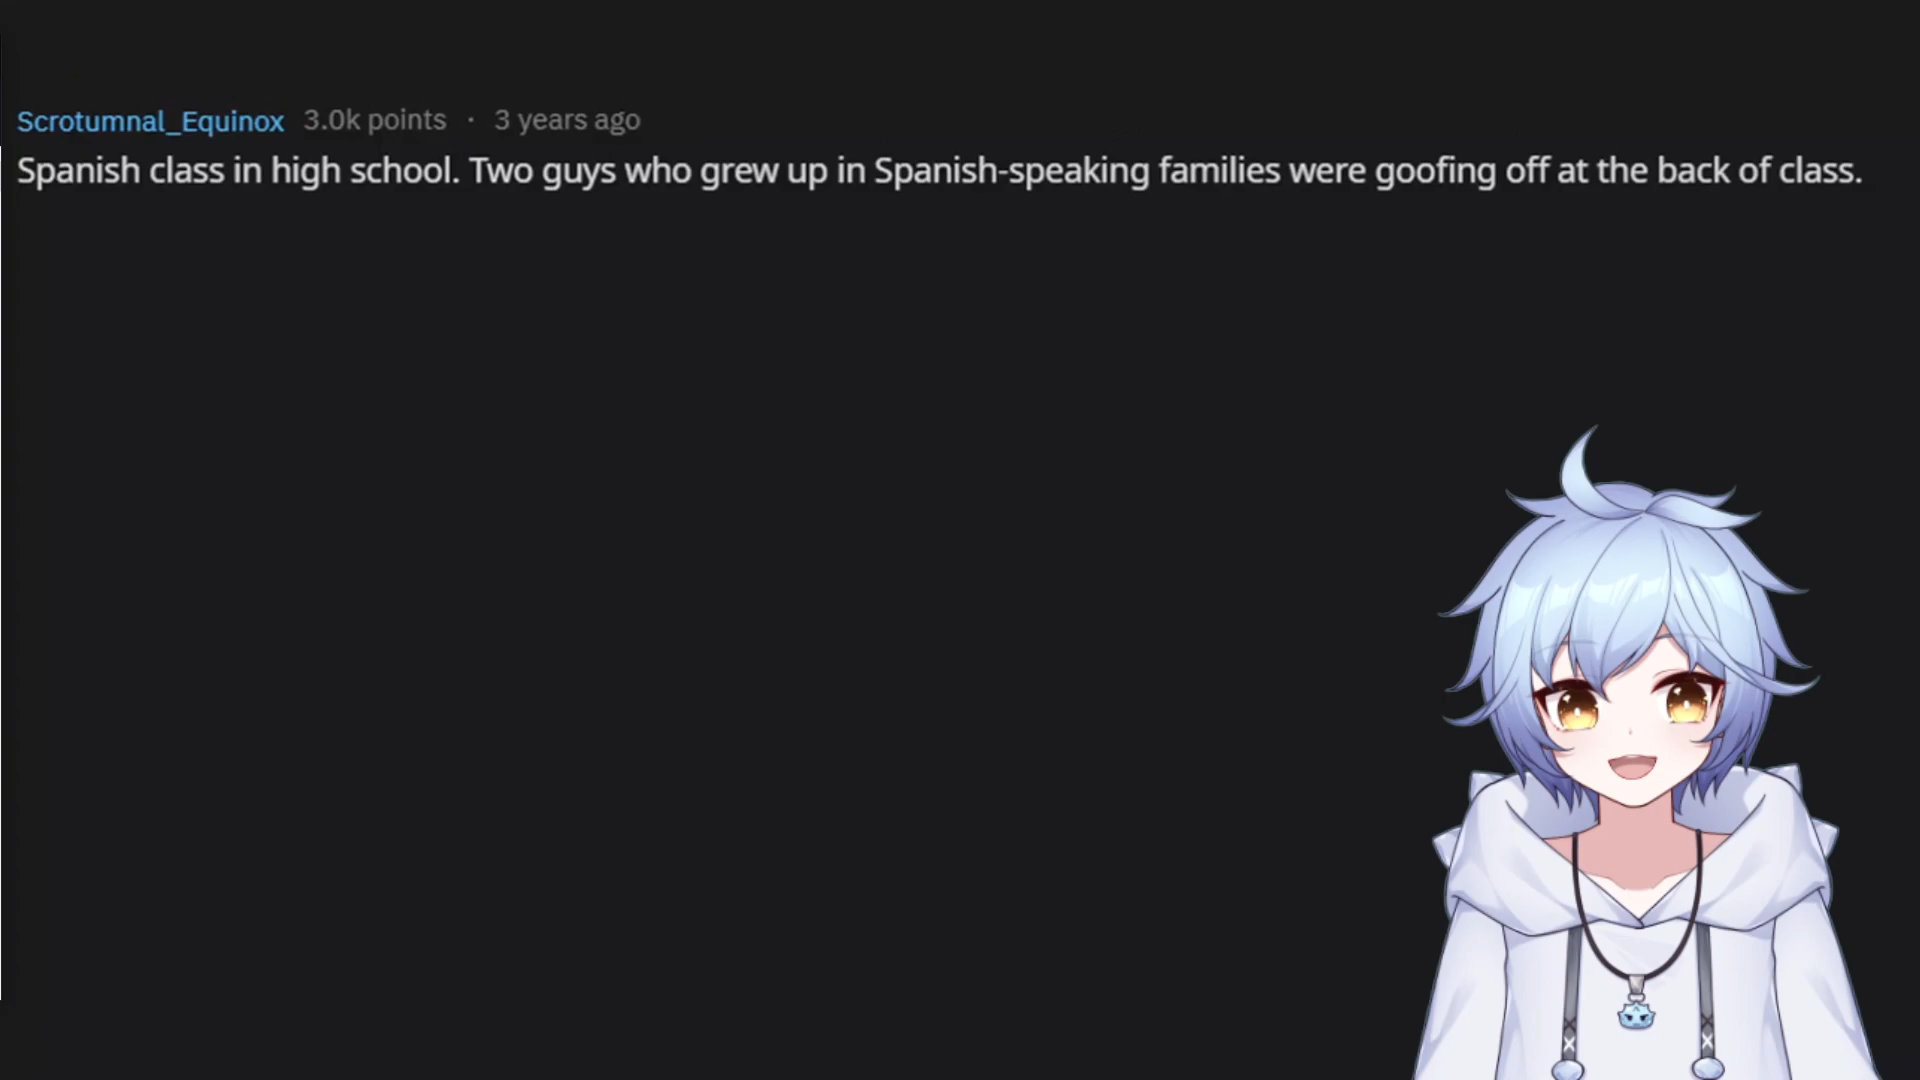 Scrotumnal_Equinox 3.0k points · 3 years ago
Spanish class in high school. Two guys who grew up in Spanish-speaking families were goofing off at the back of class.